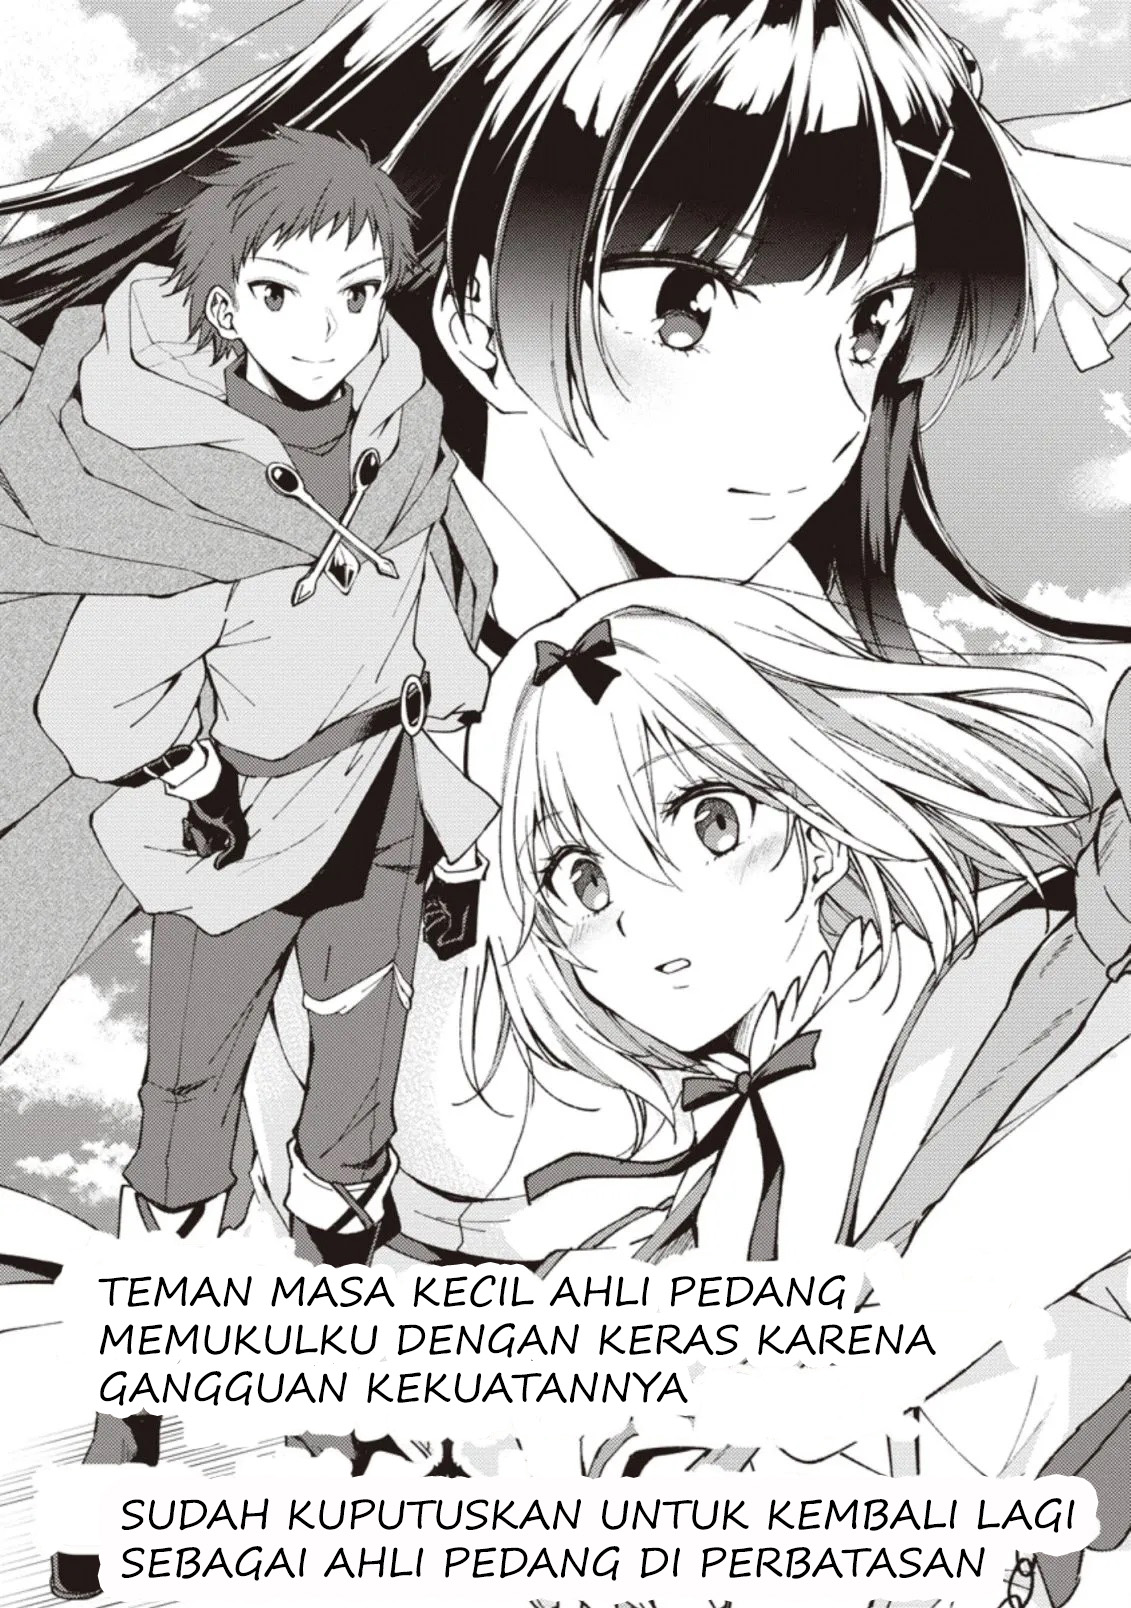 TEMAN MASA KECIL AHLI PEDANG
MEMUKULKU DENGAN KERAS KARENA
GANGGUAN KEKUATANNYA
SUDAH KUPUTUSKAN UNTUK KEMBALI LAGI
SEBAGAI AHLI PEDANG DI PERBATASAN